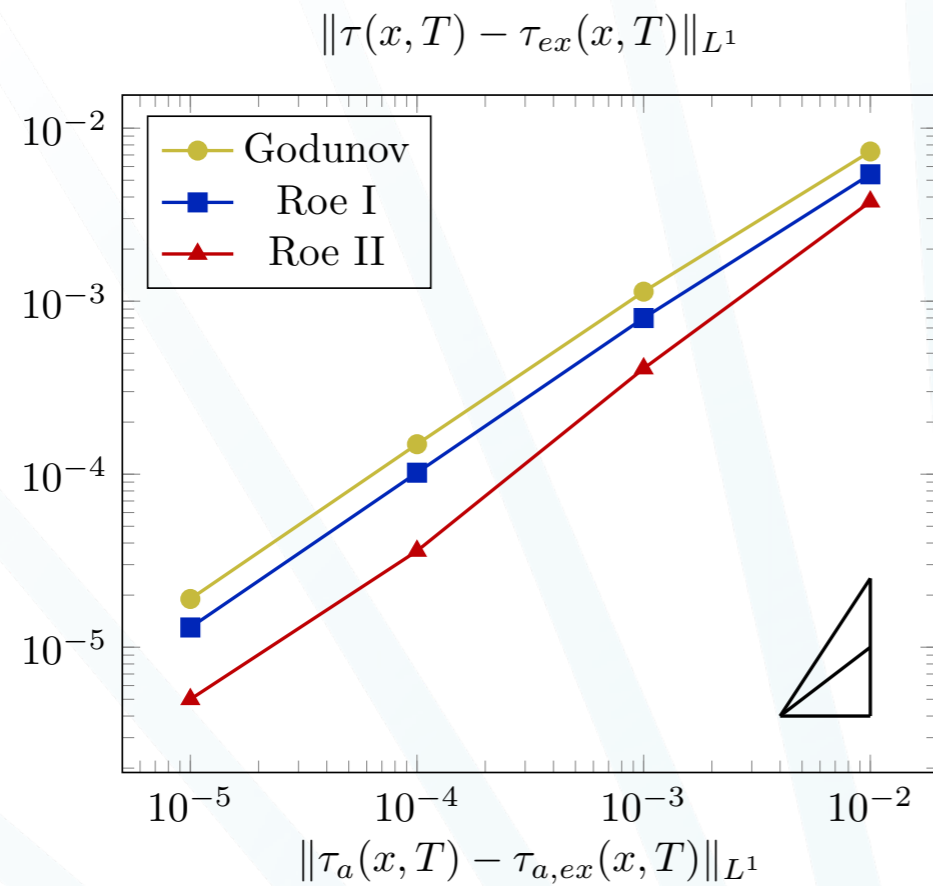 ‖τ(x, T) − τ_{ex}(x, T)‖_{L^1}
10^{−2}
Godunov
Roe I
Roe II
10^{−3}
10^{−4}
10^{−5}
10^{−5} 10^{−4} 10^{−3} 10^{−2}
‖τ_a(x, T) − τ_{a,ex}(x, T)‖_{L^1}